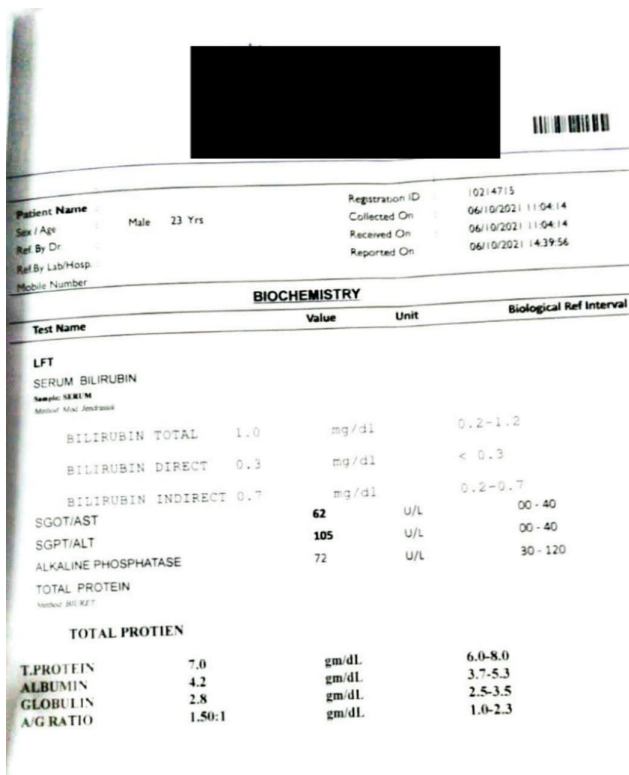 Patient Name :
Sex / Age : Male 23 Yrs
Ref. By Dr. :
Ref.By Lab/Hosp. :
Mobile Number
Registration ID : 10214715
Collected On : 06/10/2021 11:04:14
Received On : 06/10/2021 11:04:14
Reported On : 06/10/2021 14:39:56
BIOCHEMISTRY
Test Name Value Unit Biological Ref Interval
LFT
SERUM BILIRUBIN
Sample: SERUM
Method: Mod. Jendrassik
BILIRUBIN TOTAL 1.0 mg/dl 0.2-1.2
BILIRUBIN DIRECT 0.3 mg/dl < 0.3
BILIRUBIN INDIRECT 0.7 mg/dl 0.2-0.7
SGOT/AST 62 U/L 00 - 40
SGPT/ALT 105 U/L 00 - 40
ALKALINE PHOSPHATASE 72 U/L 30 - 120
TOTAL PROTEIN
Method: BIURET
TOTAL PROTIEN
T.PROTEIN 7.0 gm/dL 6.0-8.0
ALBUMIN 4.2 gm/dL 3.7-5.3
GLOBULIN 2.8 gm/dL 2.5-3.5
A/G RATIO 1.50:1 gm/dL 1.0-2.3